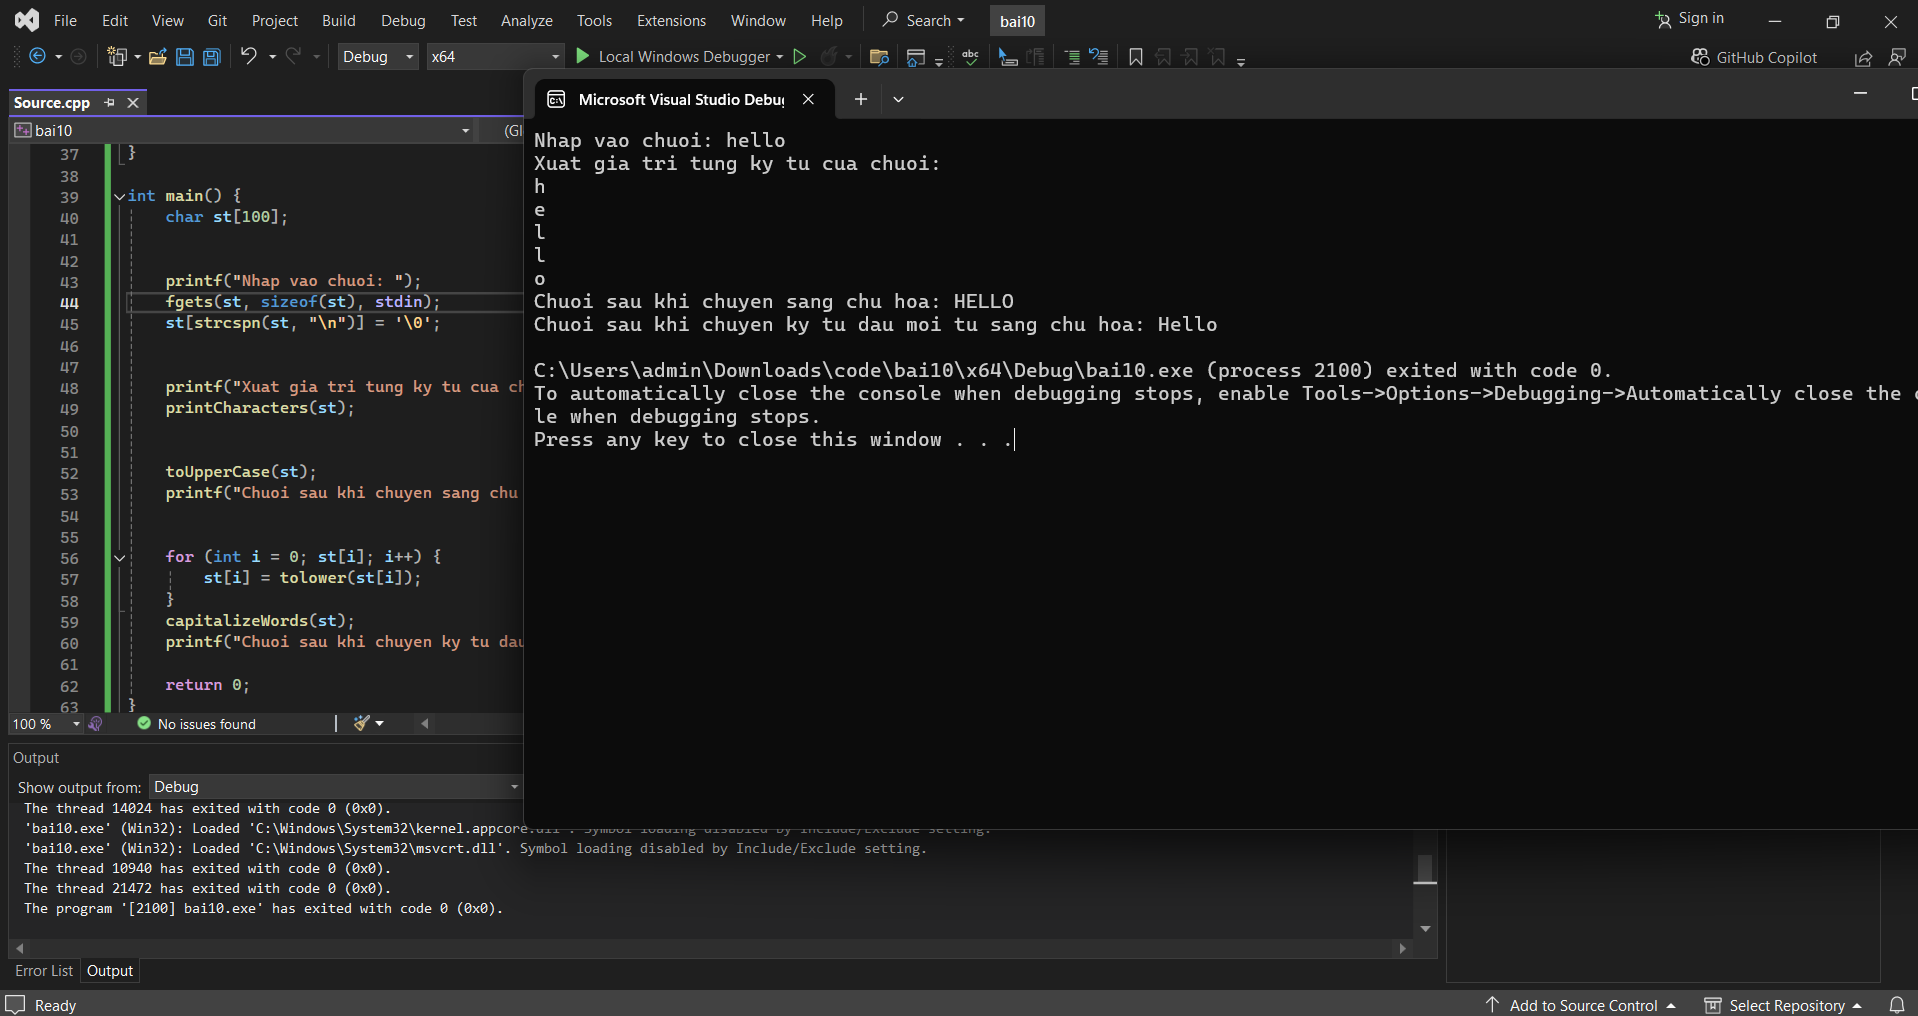 File Edit View Git Project Build Debug Test Analyze Tools Extensions Window Help Search bai10 Sign in
Debug x64 Local Windows Debugger abc GitHub Copilot
Source.cpp
bai10
37 }
38
39 int main() {
40 char st[100];
41
42
43 printf("Nhap vao chuoi: ");
44 fgets(st, sizeof(st), stdin);
45 st[strcspn(st, "\n")] = '\0';
46
47
48 printf("Xuat gia tri tung ky tu cua
49 printCharacters(st);
50
51
52 toUpperCase(st);
53 printf("Chuoi sau khi chuyen sang chu
54
55
56 for (int i = 0; st[i]; i++) {
57 st[i] = tolower(st[i]);
58 }
59 capitalizeWords(st);
60 printf("Chuoi sau khi chuyen ky tu dau
61
62 return 0;
63 }
100 % No issues found
Microsoft Visual Studio Debug
Nhap vao chuoi: hello
Xuat gia tri tung ky tu cua chuoi:
h
e
l
l
o
Chuoi sau khi chuyen sang chu hoa: HELLO
Chuoi sau khi chuyen ky tu dau moi tu sang chu hoa: Hello
C:\Users\admin\Downloads\code\bai10\x64\Debug\bai10.exe (process 2100) exited with code 0.
To automatically close the console when debugging stops, enable Tools->Options->Debugging->Automatically close the
le when debugging stops.
Press any key to close this window . . .
Output
Show output from: Debug
The thread 14024 has exited with code 0 (0x0).
'bai10.exe' (Win32): Loaded 'C:\Windows\System32\kernel.appcore.dll'. Symbol loading disabled by Include/Exclude setting.
'bai10.exe' (Win32): Loaded 'C:\Windows\System32\msvcrt.dll'. Symbol loading disabled by Include/Exclude setting.
The thread 10940 has exited with code 0 (0x0).
The thread 21472 has exited with code 0 (0x0).
The program '[2100] bai10.exe' has exited with code 0 (0x0).
Error List Output
Ready Add to Source Control Select Repository